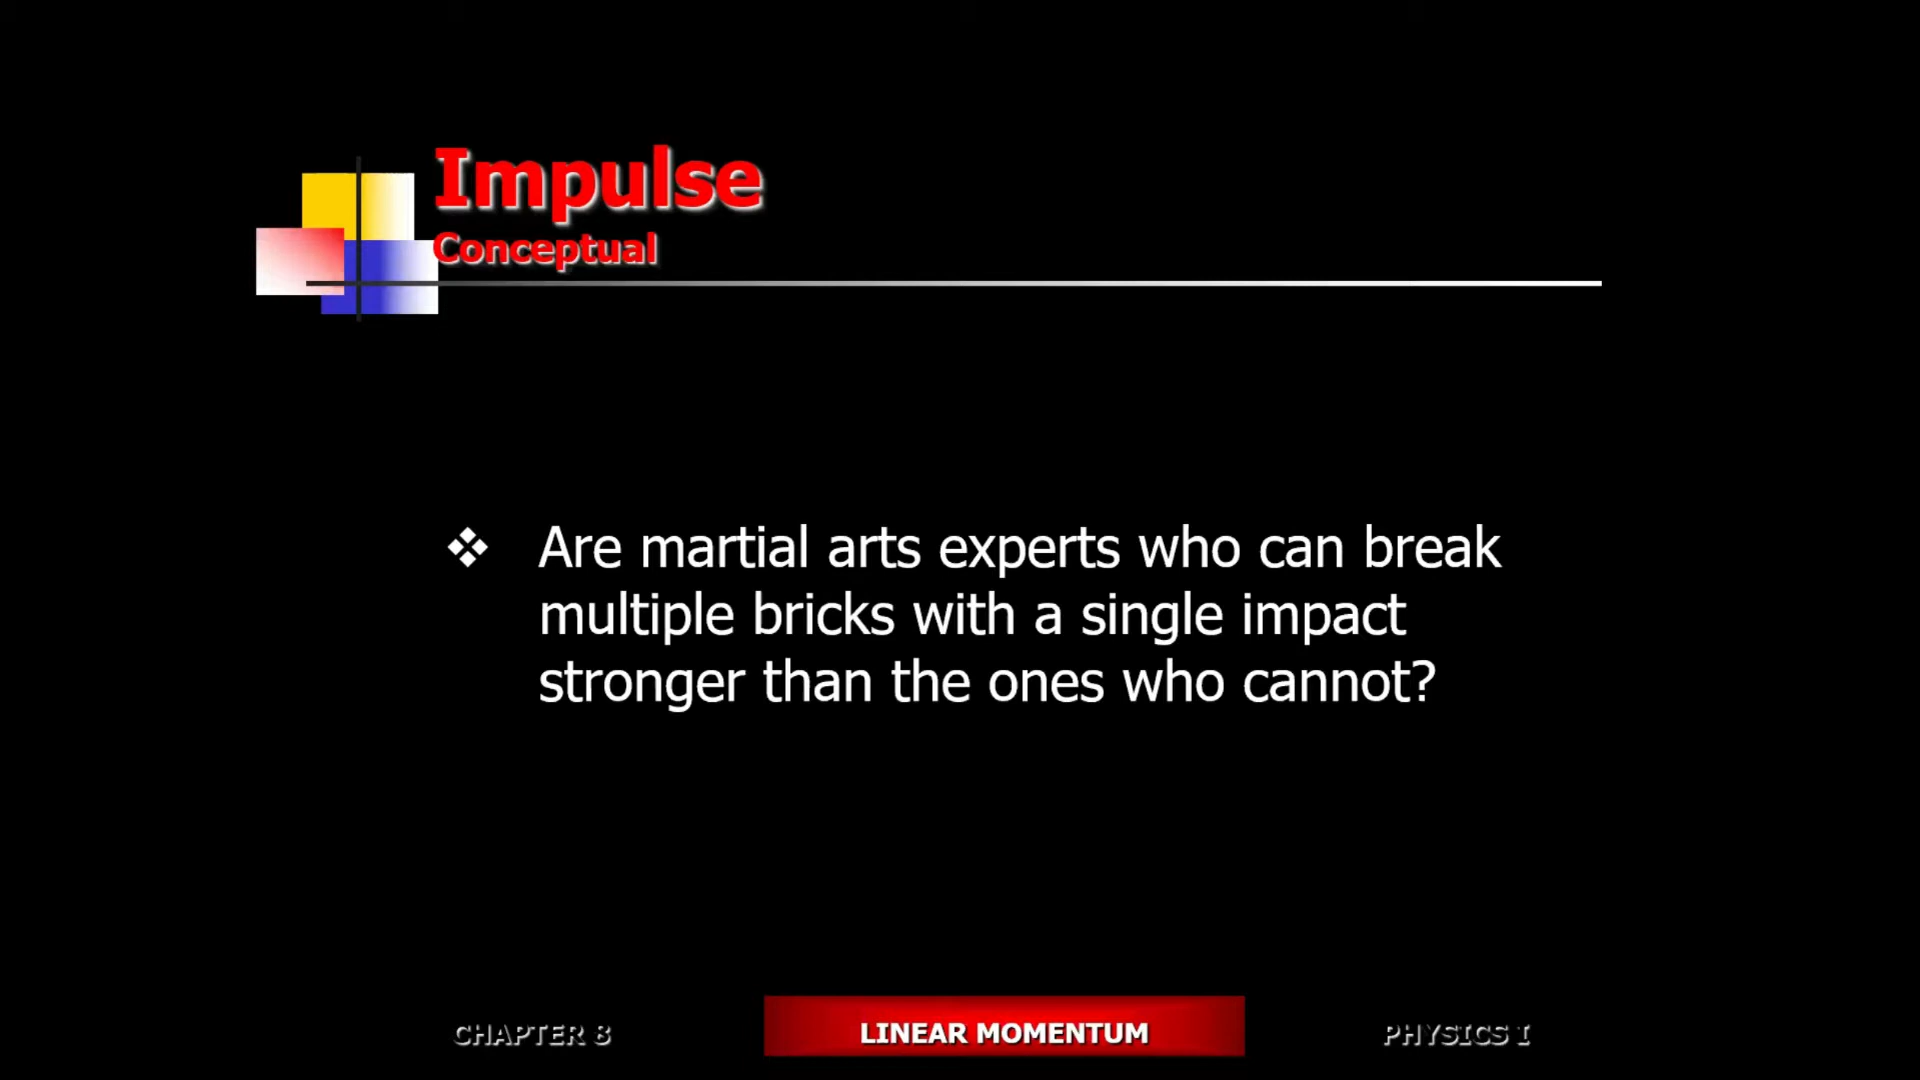 Impulse
Conceptual
❖ Are martial arts experts who can break
multiple bricks with a single impact
stronger than the ones who cannot?
CHAPTER 8
LINEAR MOMENTUM
PHYSICS I